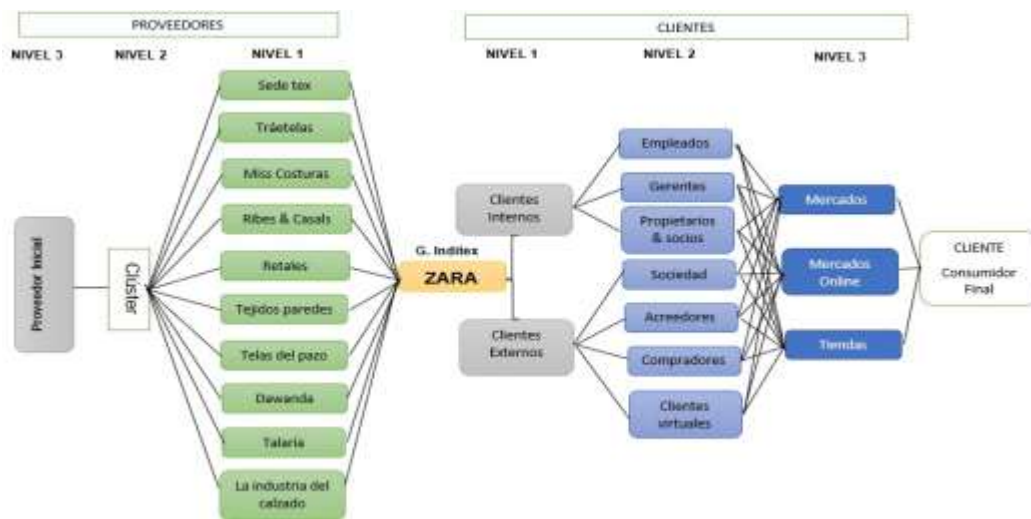 PROVEEDORES
CLIENTES
NIVEL 3
NIVEL 2
NIVEL 1
NIVEL 1
NIVEL 2
NIVEL 3
Proveedor Inicial
Cluster
Sede tex
Tráetelas
Miss Costuras
Ribes & Casals
Retales
Tejidos paredes
Telas del pazo
Dawanda
Talaria
La industria del
calzado
G. Inditex
ZARA
Clientes
Internos
Clientes
Externos
Empleados
Gerentes
Propietarios
& socios
Sociedad
Acreedores
Compradores
Clientes
virtuales
Mercados
Mercados
Online
Tiendas
CLIENTE
Consumidor
Final